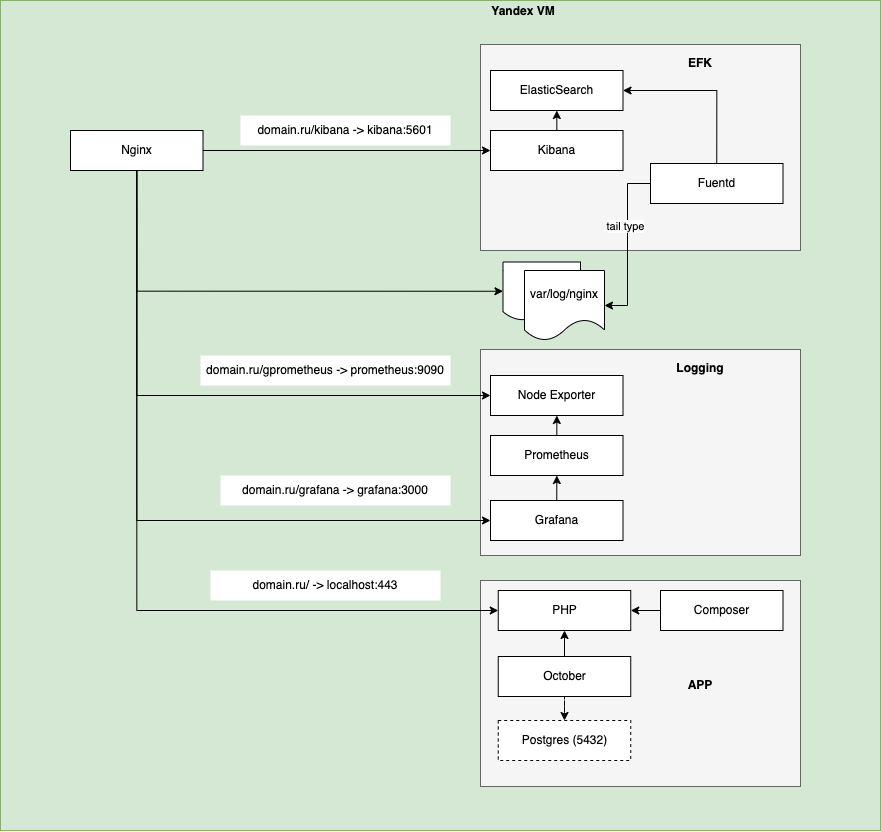 Yandex VM
EFK
ElasticSearch
domain.ru/kibana -> kibana:5601
Nginx
Kibana
Fuentd
tail type
var/log/nginx
Logging
domain.ru/gprometheus -> prometheus:9090
Node Exporter
Prometheus
domain.ru/grafana -> grafana:3000
Grafana
domain.ru/ -> localhost:443
PHP
Composer
October
APP
Postgres (5432)